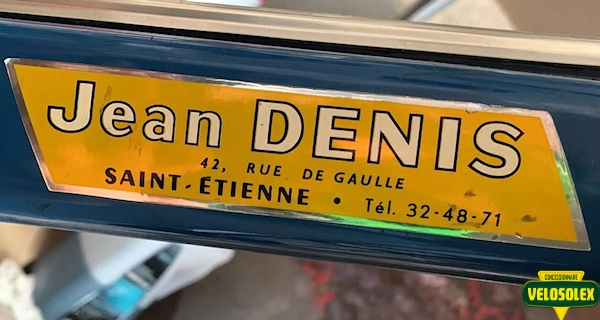 Jean DENIS
42, RUE DE GAULLE
SAINT-ÉTIENNE • Tél. 32-48-71
CONCESSIONNAIRE
VELOSOLEX